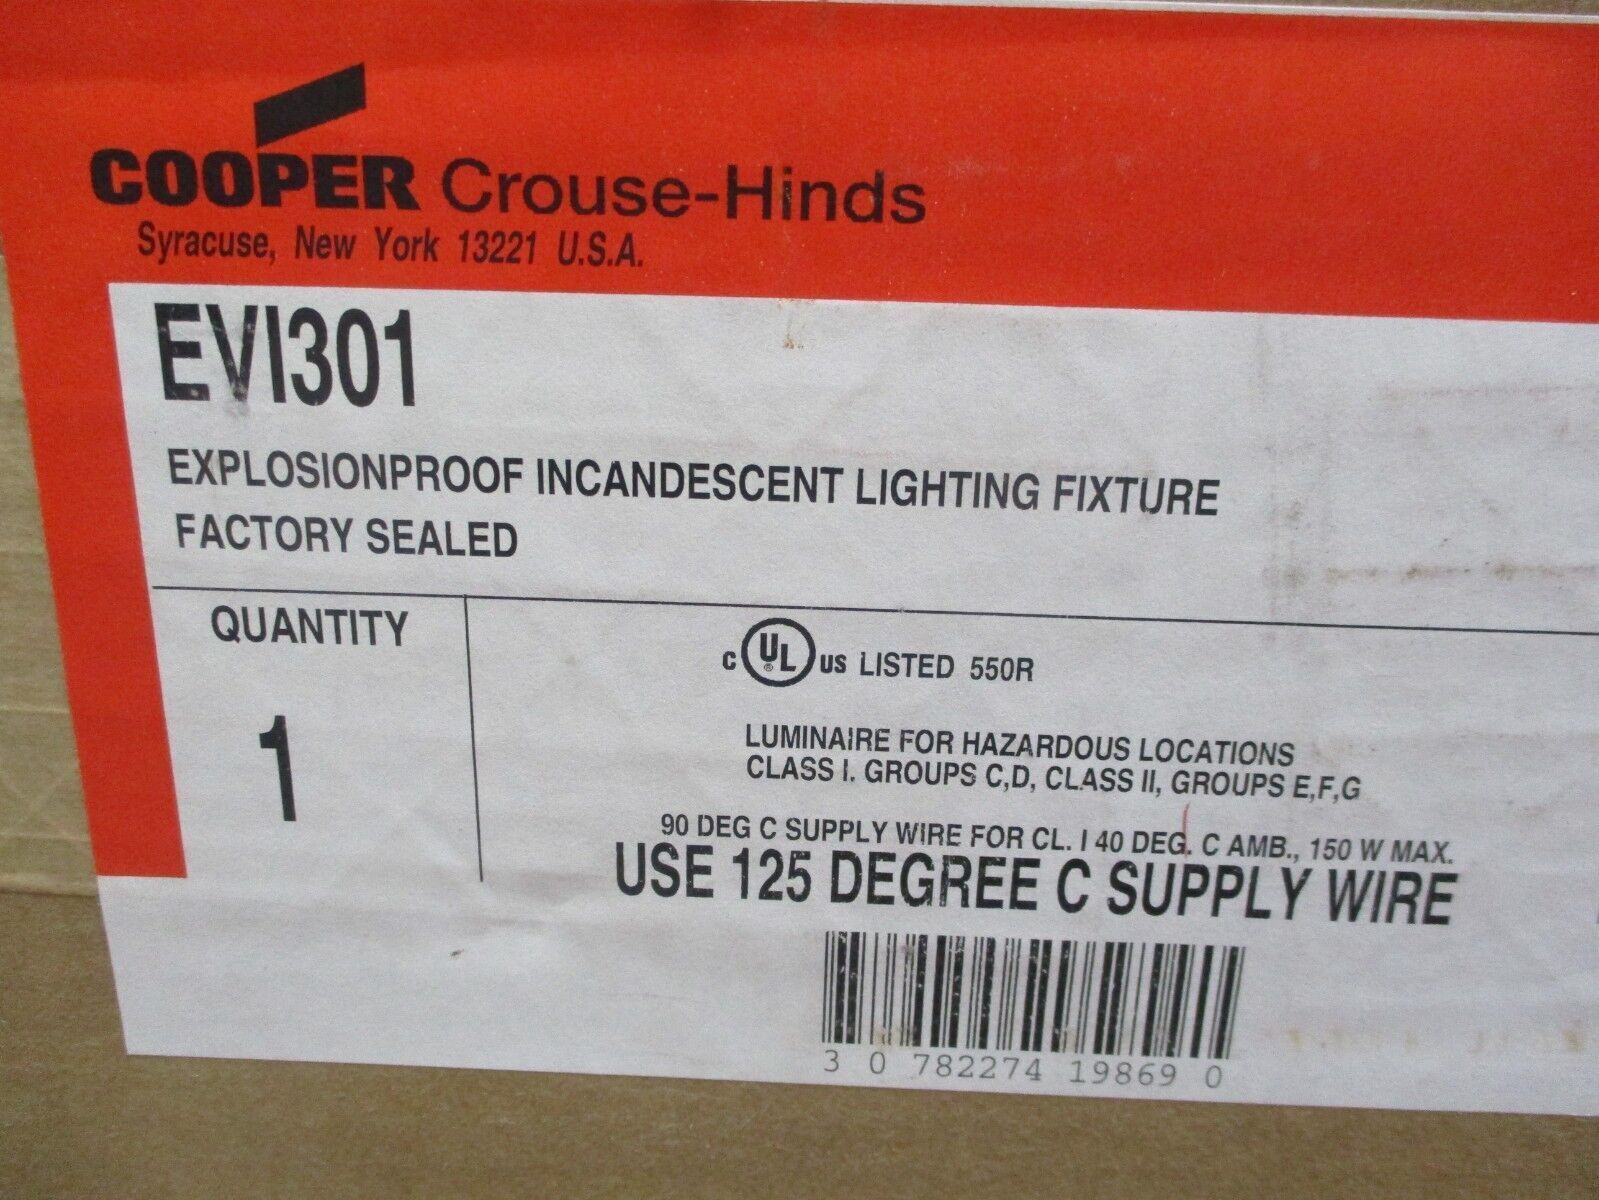 COOPER Crouse-Hinds
Syracuse, New York 13221 U.S.A.
EVI301
EXPLOSIONPROOF INCANDESCENT LIGHTING FIXTURE
FACTORY SEALED
QUANTITY
1
c UL ® us LISTED 550R
LUMINAIRE FOR HAZARDOUS LOCATIONS
CLASS I. GROUPS C,D, CLASS II, GROUPS E,F,G
90 DEG C SUPPLY WIRE FOR CL. I 40 DEG. C AMB., 150 W MAX.
USE 125 DEGREE C SUPPLY WIRE
3 0 782274 19869 0